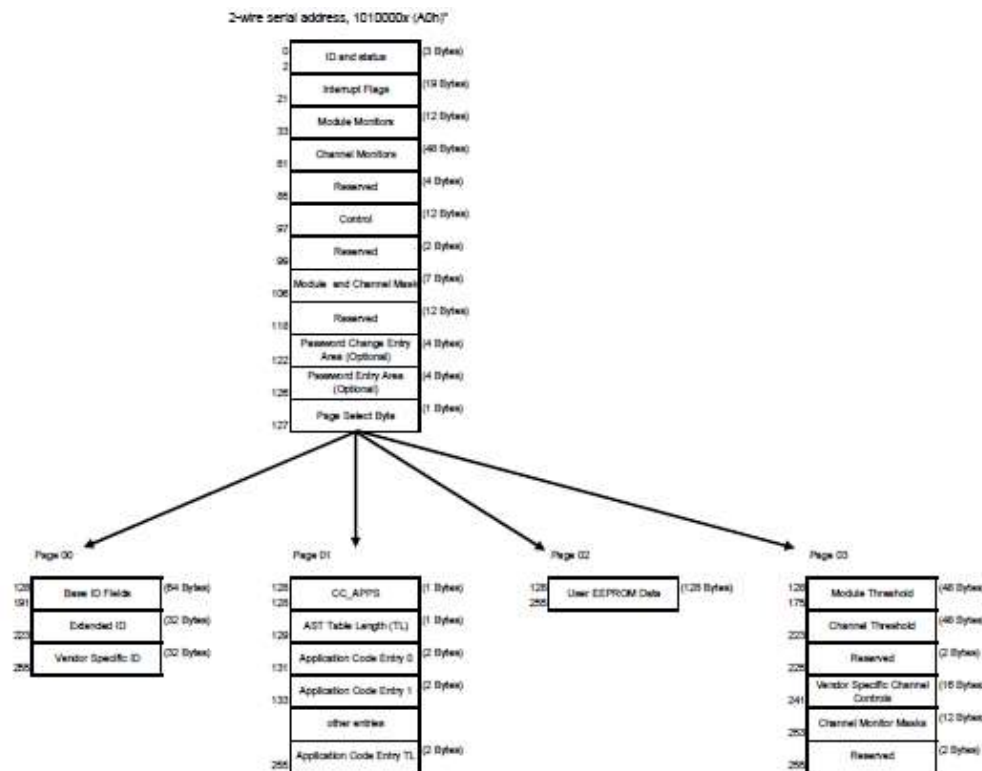 2-wire serial address, 1010000x (A0h)"
0
ID and status
(3 Bytes)
2
Interrupt Flags
(19 Bytes)
21
Module Monitors
(12 Bytes)
33
Channel Monitors
(48 Bytes)
81
Reserved
(4 Bytes)
85
Control
(12 Bytes)
97
Reserved
(2 Bytes)
99
Module and Channel Mask
(7 Bytes)
106
Reserved
(12 Bytes)
118
Password Change Entry
Area (Optional)
(4 Bytes)
122
Password Entry Area
(Optional)
(4 Bytes)
126
Page Select Byte
(1 Bytes)
127
Page 00
128
Base ID Fields
(64 Bytes)
191
Extended ID
(32 Bytes)
223
Vendor Specific ID
(32 Bytes)
255
Page 01
128
CC_APPS
(1 Bytes)
128
AST Table Length (TL)
(1 Bytes)
129
Application Code Entry 0
(2 Bytes)
131
Application Code Entry 1
(2 Bytes)
133
other entries
Application Code Entry TL
(2 Bytes)
255
Page 02
128
User EEPROM Data
(128 Bytes)
255
Page 03
128
Module Threshold
(48 Bytes)
175
Channel Threshold
(48 Bytes)
223
Reserved
(2 Bytes)
225
Vendor Specific Channel
Controls
(16 Bytes)
241
Channel Monitor Masks
(12 Bytes)
253
Reserved
(2 Bytes)
255